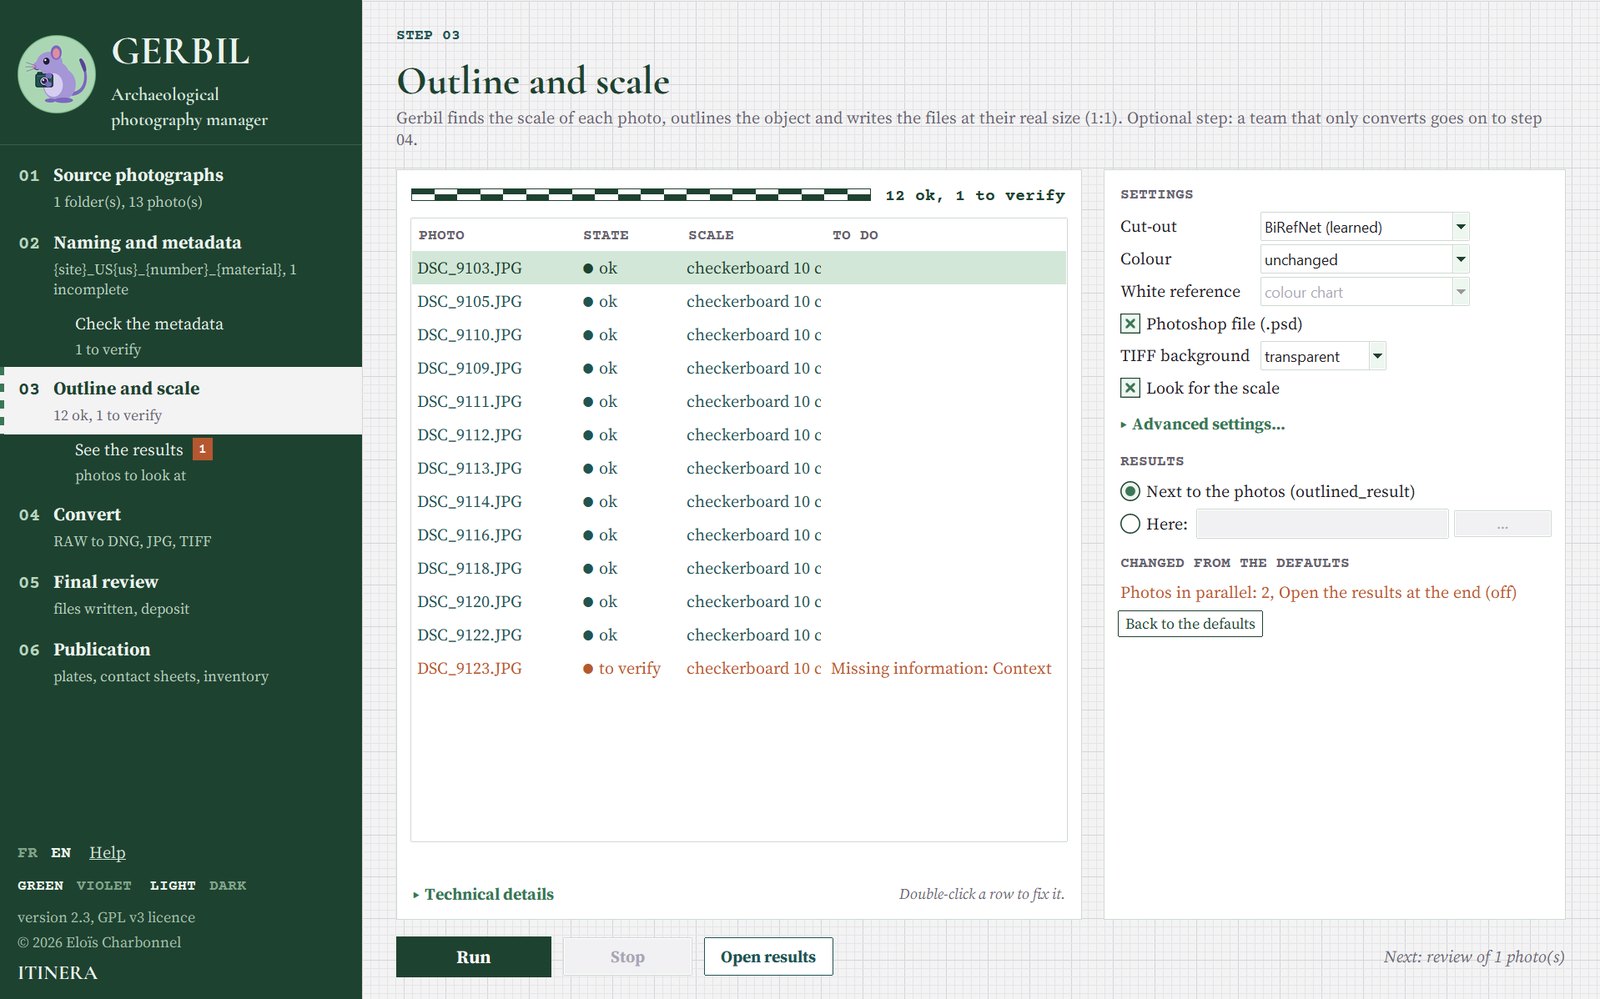 GERBIL
Archaeological
photography manager
01 Source photographs
1 folder(s), 13 photo(s)
02 Naming and metadata
{site}_US{us}_{number}_{material}, 1
incomplete
Check the metadata
1 to verify
03 Outline and scale
12 ok, 1 to verify
See the results 1
photos to look at
04 Convert
RAW to DNG, JPG, TIFF
05 Final review
files written, deposit
06 Publication
plates, contact sheets, inventory
FR EN Help
GREEN VIOLET LIGHT DARK
version 2.3, GPL v3 licence
© 2026 Eloïs Charbonnel
ITINERA
STEP 03
Outline and scale
Gerbil finds the scale of each photo, outlines the object and writes the files at their real size (1:1). Optional step: a team that only converts goes on to step
04.
12 ok, 1 to verify
PHOTO STATE SCALE TO DO
DSC_9103.JPG ok checkerboard 10 c
DSC_9105.JPG ok checkerboard 10 c
DSC_9110.JPG ok checkerboard 10 c
DSC_9109.JPG ok checkerboard 10 c
DSC_9111.JPG ok checkerboard 10 c
DSC_9112.JPG ok checkerboard 10 c
DSC_9113.JPG ok checkerboard 10 c
DSC_9114.JPG ok checkerboard 10 c
DSC_9116.JPG ok checkerboard 10 c
DSC_9118.JPG ok checkerboard 10 c
DSC_9120.JPG ok checkerboard 10 c
DSC_9122.JPG ok checkerboard 10 c
DSC_9123.JPG to verify checkerboard 10 c Missing information: Context
Technical details
Double-click a row to fix it.
SETTINGS
Cut-out BiRefNet (learned)
Colour unchanged
White reference colour chart
Photoshop file (.psd)
TIFF background transparent
Look for the scale
Advanced settings...
RESULTS
Next to the photos (outlined_result)
Here: ...
CHANGED FROM THE DEFAULTS
Photos in parallel: 2, Open the results at the end (off)
Back to the defaults
Run Stop Open results
Next: review of 1 photo(s)